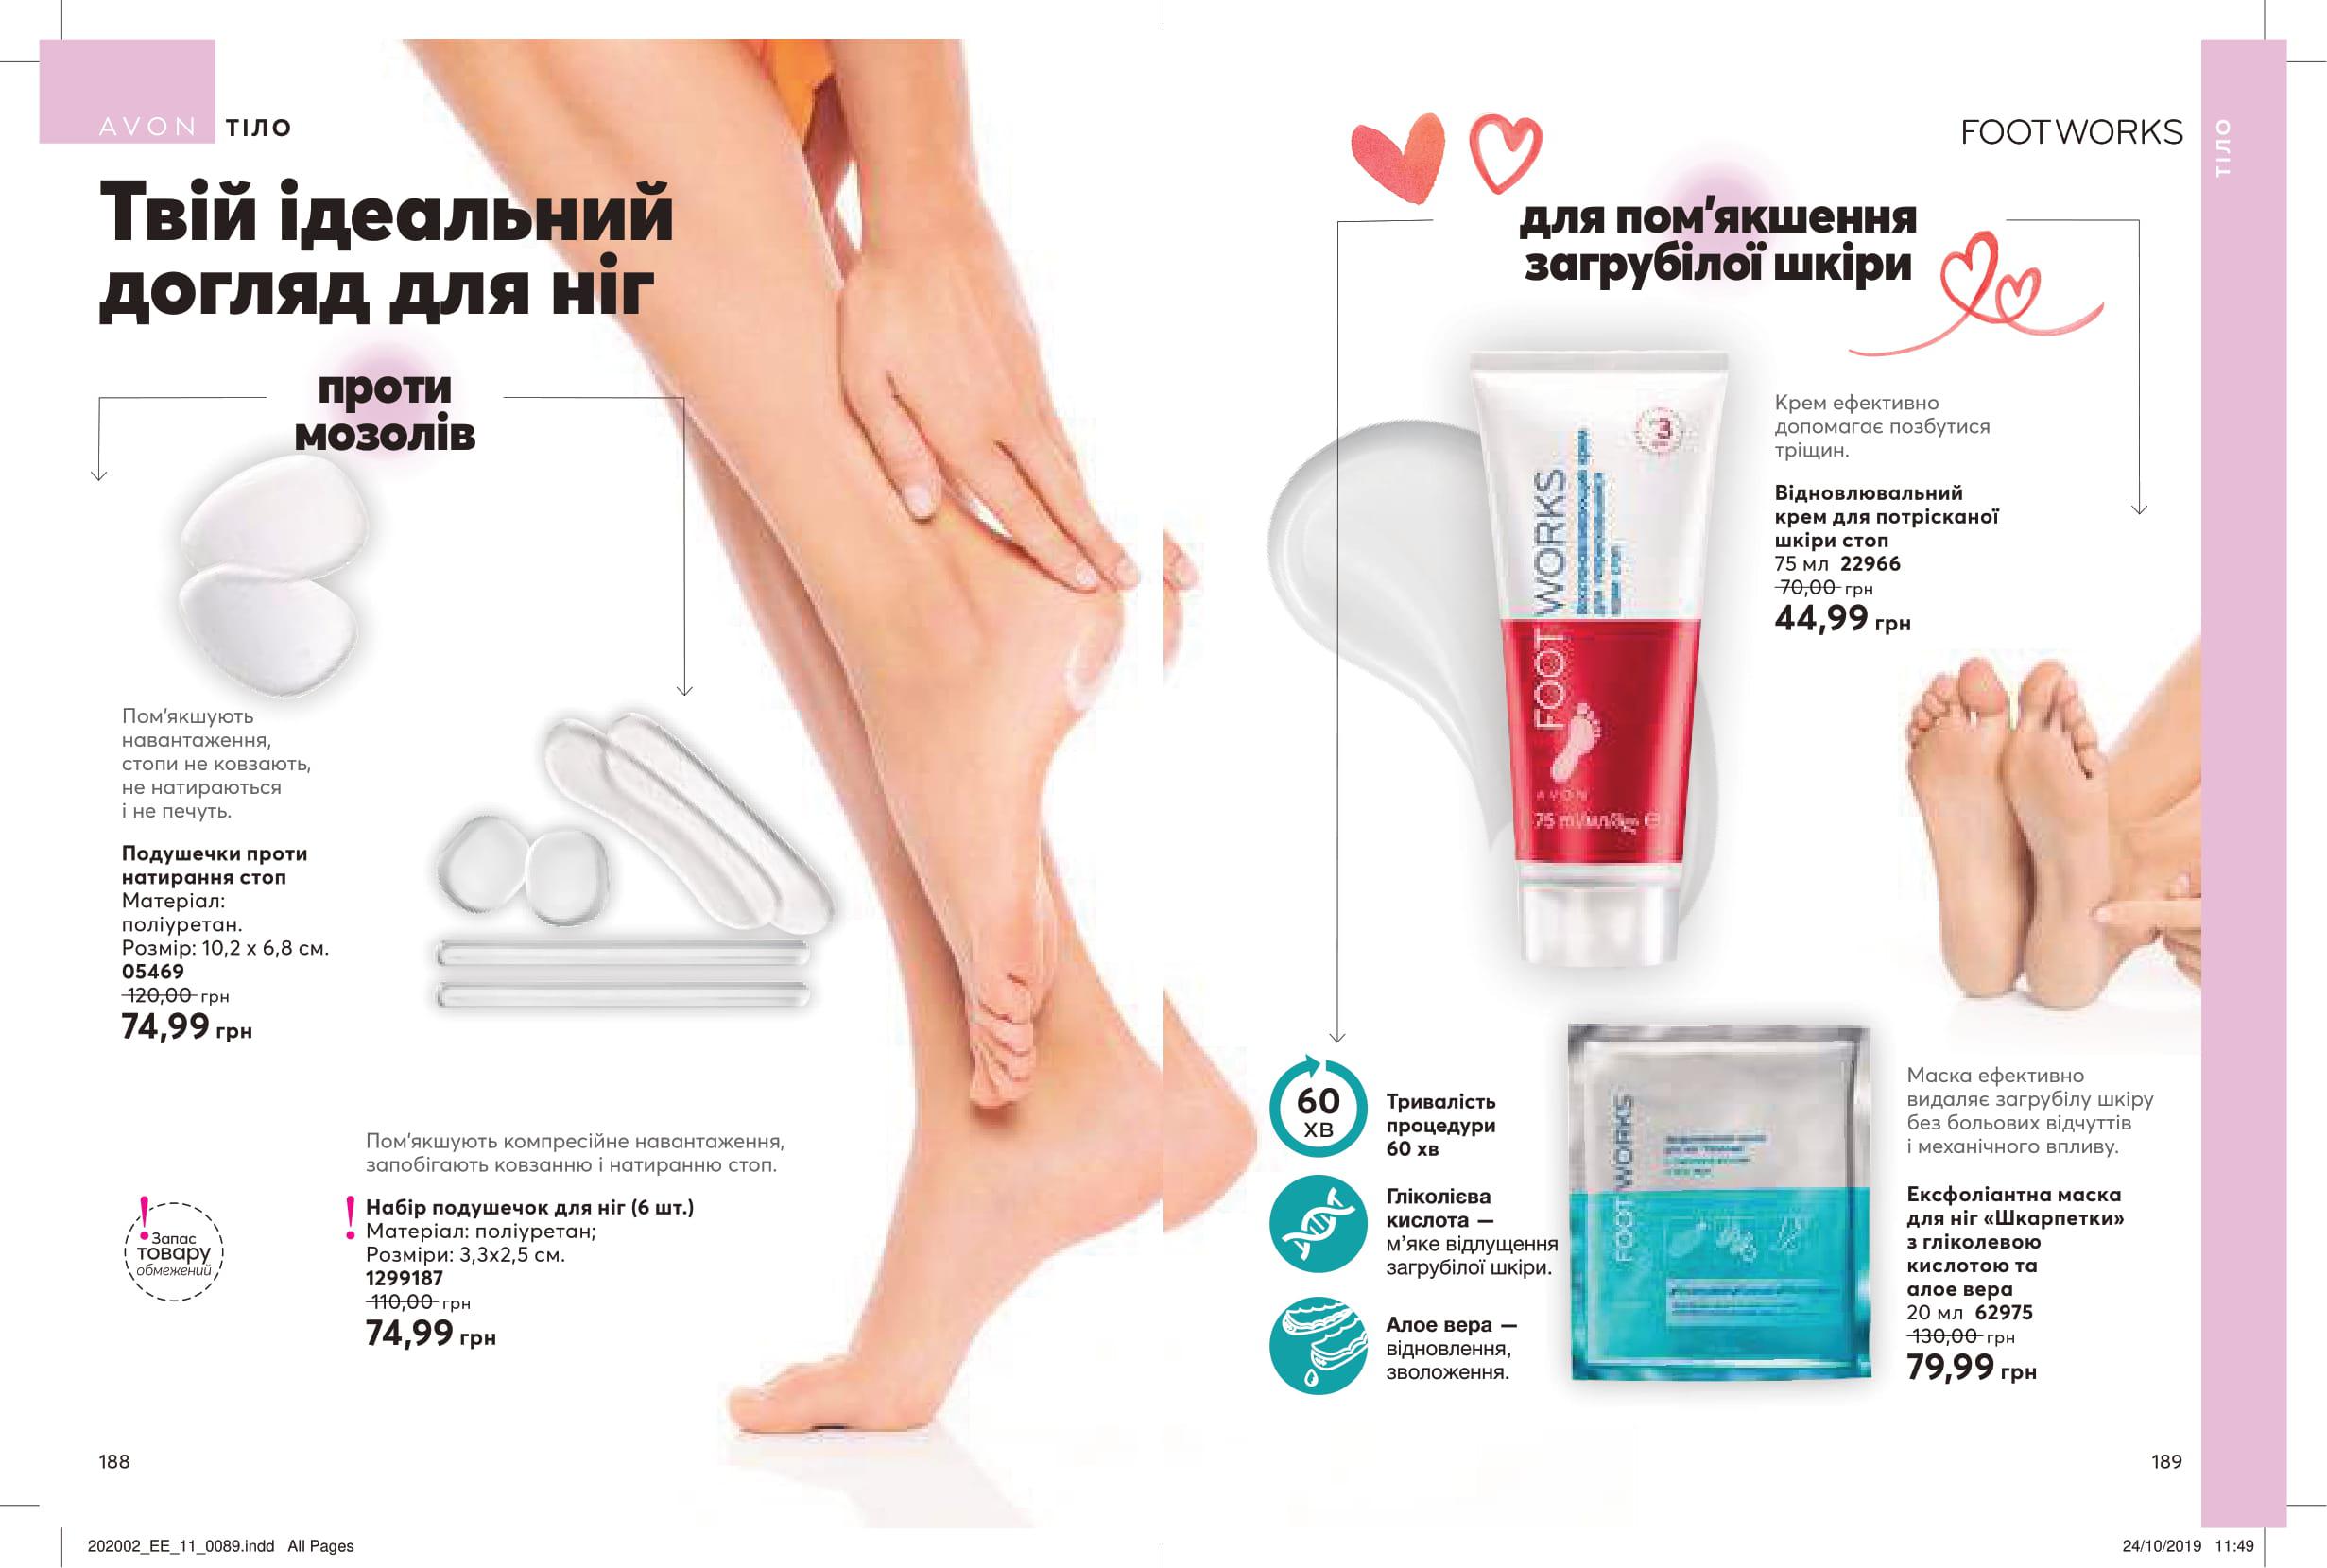 AVON ТІЛО
Твій ідеальний
догляд для ніг
проти
мозолів
Пом'якшують
навантаження,
стопи не ковзають,
не натираються
і не печуть.
Подушечки проти
натирання стоп
Матеріал:
поліуретан.
Розмір: 10,2 х 6,8 см.
05469
120,00 грн
74,99 грн
Пом'якшують компресійне навантаження,
запобігають ковзанню і натиранню стоп.
! Набір подушечок для ніг (6 шт.)
Матеріал: поліуретан;
Розміри: 3,3х2,5 см.
1299187
110,00 грн
74,99 грн
! Запас
товару
обмежений
188
FOOTWORKS
ТІЛО
для пом'якшення
загрубілої шкіри
Крем ефективно
допомагає позбутися
тріщин.
Відновлювальний
крем для потрісканої
шкіри стоп
75 мл 22966
70,00 грн
44,99 грн
3
FOOT WORKS
Восстанавливающий крем
для потрескавшейся
кожи стоп
AVON
75 ml/мл/
60
ХВ
Тривалість
процедури
60 хв
Гліколієва
кислота —
м'яке відлущення
загрубілої шкіри.
Алое вера —
відновлення,
зволоження.
FOOT WORKS
Маска ефективно
видаляє загрубілу шкіру
без больових відчуттів
і механічного впливу.
Ексфоліантна маска
для ніг «Шкарпетки»
з гліколевою
кислотою та
алое вера
20 мл 62975
130,00 грн
79,99 грн
189
202002_EE_11_0089.indd All Pages
24/10/2019 11:49